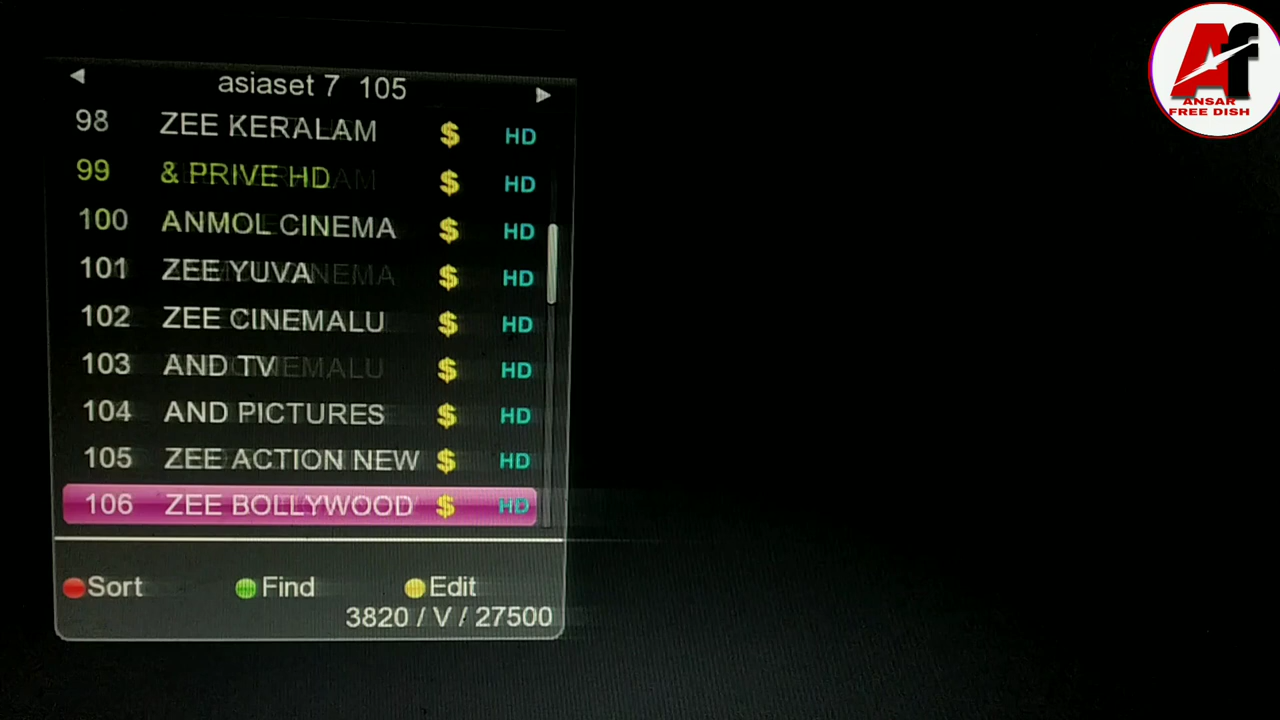 asiaset 7 105
98 ZEE KERALAM $ HD
99 & PRIVE HD $ HD
100 ANMOL CINEMA $ HD
101 ZEE YUVA $ HD
102 ZEE CINEMALU $ HD
103 AND TV $ HD
104 AND PICTURES $ HD
105 ZEE ACTION NEW $ HD
106 ZEE BOLLYWOOD $ HD
Sort Find Edit
3820 / V / 27500
Af
ANSAR
FREE DISH